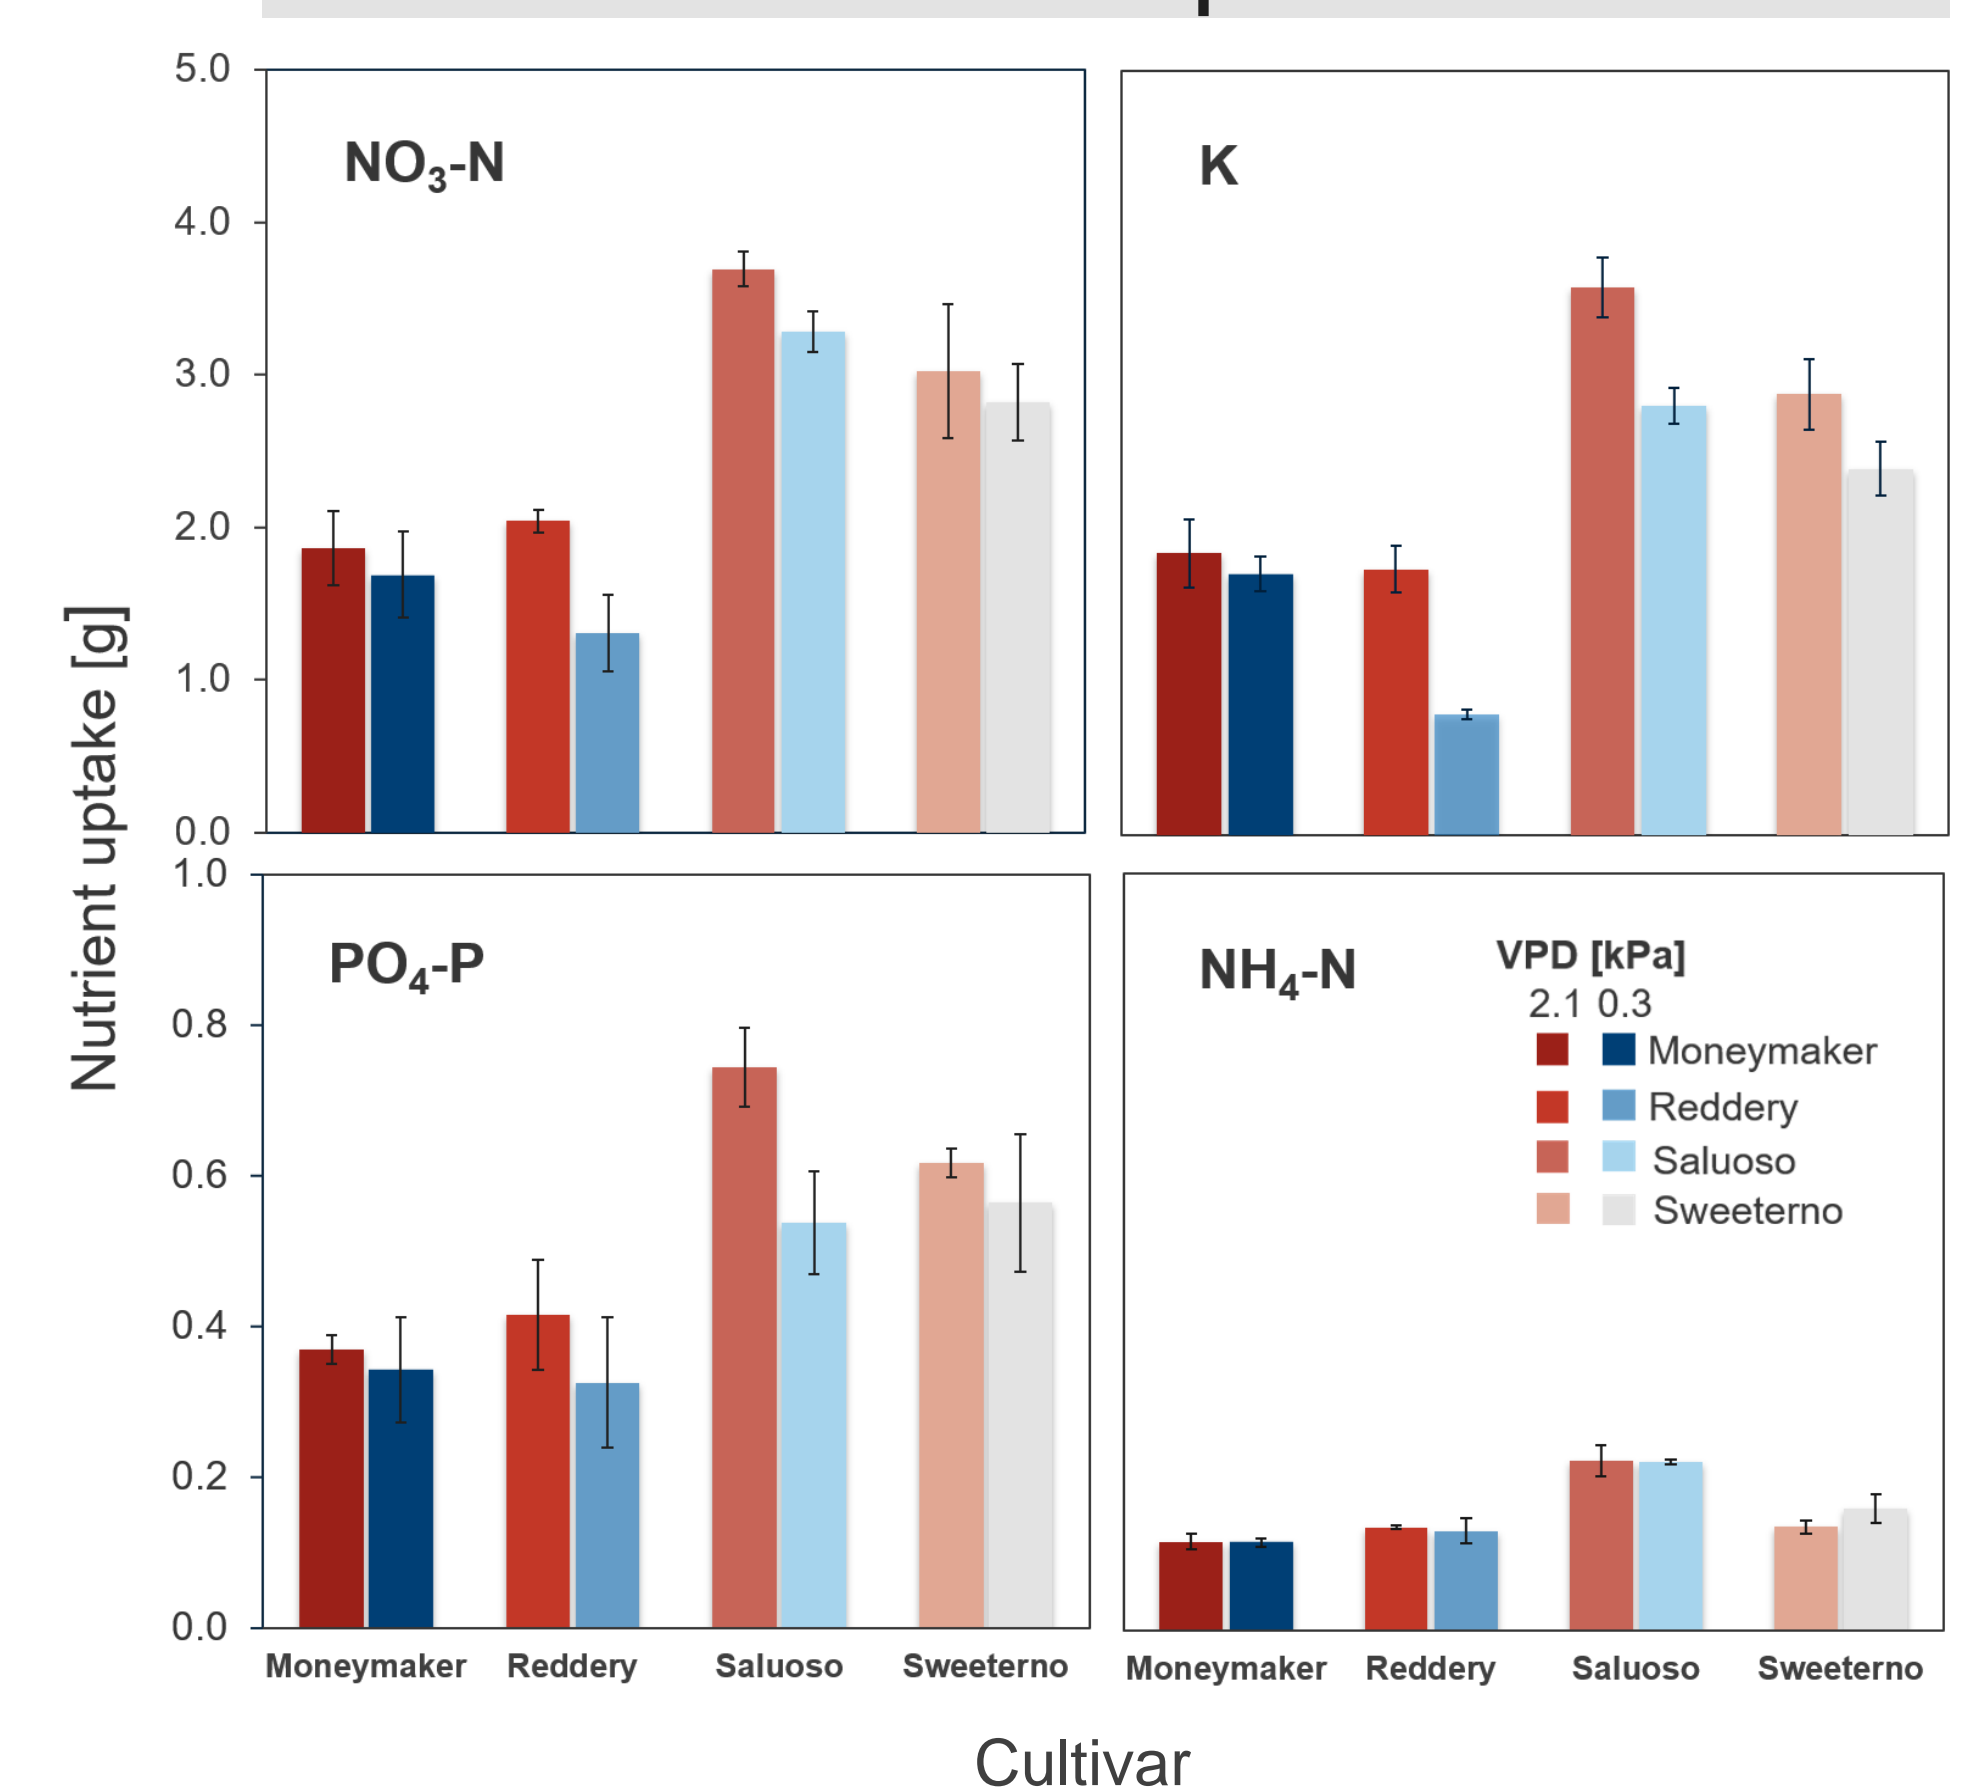 5.0
4.0
3.0
2.0
1.0
0.0
NO₃-N
K
Nutrient uptake [g]
1.0
0.8
0.6
0.4
0.2
0.0
PO₄-P
NH₄-N
VPD [kPa]
2.1 0.3
Moneymaker
Reddery
Saluoso
Sweeterno
Moneymaker Reddery Saluoso Sweeterno
Moneymaker Reddery Saluoso Sweeterno
Cultivar